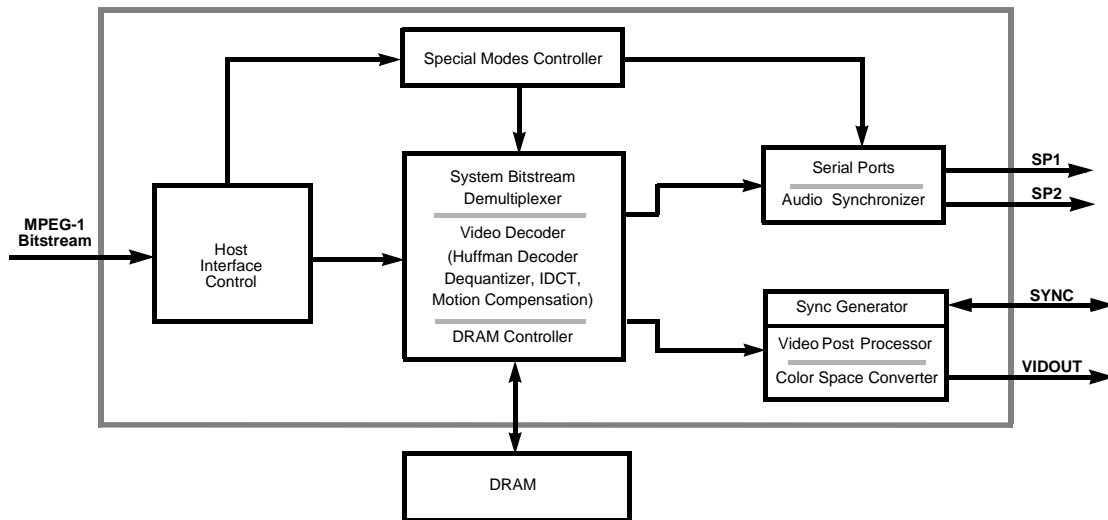 Special Modes Controller
MPEG-1
Bitstream
Host
Interface
Control
System Bitstream
Demultiplexer
Video Decoder
(Huffman Decoder
Dequantizer, IDCT,
Motion Compensation)
DRAM Controller
Serial Ports
Audio Synchronizer
SP1
SP2
Sync Generator
Video Post Processor
Color Space Converter
SYNC
VIDOUT
DRAM